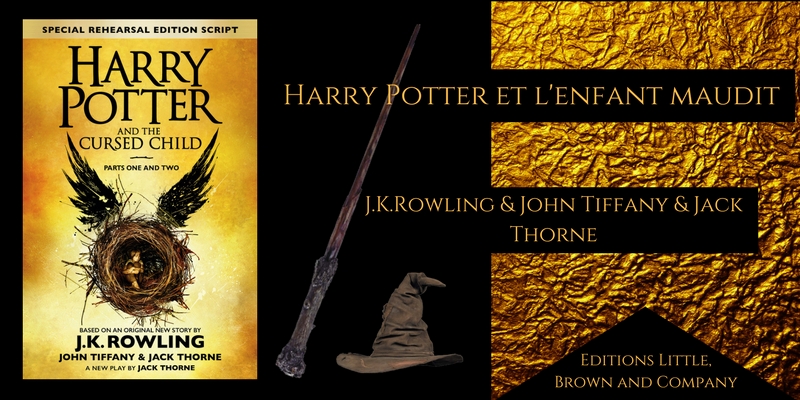 SPECIAL REHEARSAL EDITION SCRIPT
HARRY
POTTER
AND THE
CURSED CHILD
PARTS ONE AND TWO
BASED ON AN ORIGINAL NEW STORY BY
J.K. ROWLING
JOHN TIFFANY & JACK THORNE
A NEW PLAY BY JACK THORNE
Harry Potter et l'enfant maudit
J.K.Rowling & John Tiffany & Jack
Thorne
Editions Little,
Brown and Company